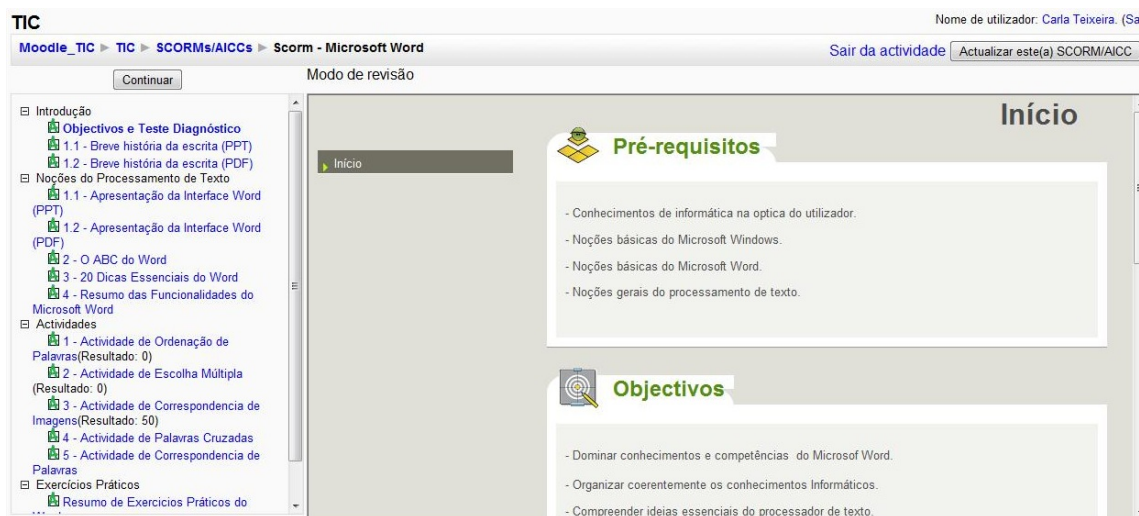 TIC
Nome de utilizador: Carla Teixeira. (Sa
Moodle_TIC ► TIC ► SCORMs/AICCs ► Scorm - Microsoft Word
Sair da actividade Actualizar este(a) SCORM/AICC
Continuar
Modo de revisão
Introdução
Objectivos e Teste Diagnóstico
1.1 - Breve história da escrita (PPT)
1.2 - Breve história da escrita (PDF)
Noções do Processamento de Texto
1.1 - Apresentação da Interface Word
(PPT)
1.2 - Apresentação da Interface Word
(PDF)
2 - O ABC do Word
3 - 20 Dicas Essenciais do Word
4 - Resumo das Funcionalidades do
Microsoft Word
Actividades
1 - Actividade de Ordenação de
Palavras(Resultado: 0)
2 - Actividade de Escolha Múltipla
(Resultado: 0)
3 - Actividade de Correspondencia de
Imagens(Resultado: 50)
4 - Actividade de Palavras Cruzadas
5 - Actividade de Correspondencia de
Palavras
Exercícios Práticos
Resumo de Exercicios Práticos do
Início
Início
Pré-requisitos
- Conhecimentos de informática na optica do utilizador.
- Noções básicas do Microsoft Windows.
- Noções básicas do Microsoft Word.
- Noções gerais do processamento de texto.
Objectivos
- Dominar conhecimentos e competências do Microsof Word.
- Organizar coerentemente os conhecimentos Informáticos.
- Compreender ideias essenciais do processador de texto.